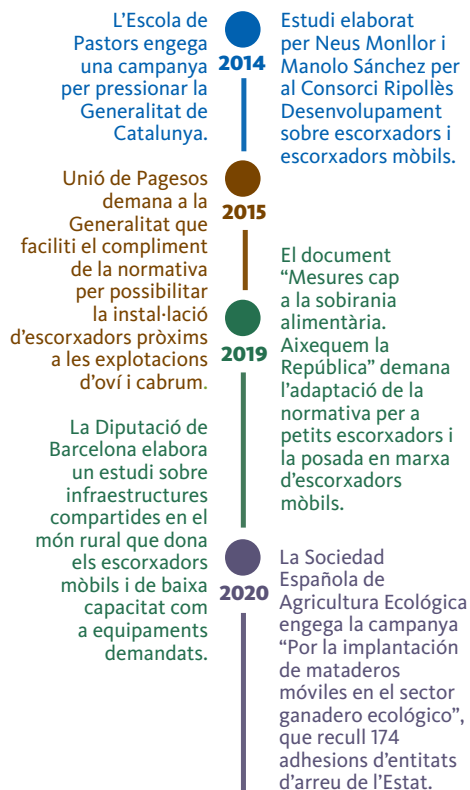 L'Escola de
Pastors engega
una campanya
per pressionar la
Generalitat de
Catalunya.
2014
Estudi elaborat
per Neus Monllor i
Manolo Sánchez per
al Consorci Ripollès
Desenvolupament
sobre escorxadors i
escorxadors mòbils.
Unió de Pagesos
demana a la
Generalitat que
faciliti el compliment
de la normativa
per possibilitar
la instal·lació
d'escorxadors pròxims
a les explotacions
d'oví i cabrum.
2015
El document
“Mesures cap
a la sobirania
alimentària.
Aixequem la
República” demana
l'adaptació de la
normativa per a
petits escorxadors i
la posada en marxa
d'escorxadors
mòbils.
2019
La Diputació de
Barcelona elabora
un estudi sobre
infraestructures
compartides en el
món rural que dona
els escorxadors
mòbils i de baixa
capacitat com
a equipaments
demandats.
2020
La Sociedad
Española de
Agricultura Ecológica
engega la campanya
“Por la implantación
de mataderos
móviles en el sector
ganadero ecológico”,
que recull 174
adhesions d'entitats
d'arreu de l'Estat.